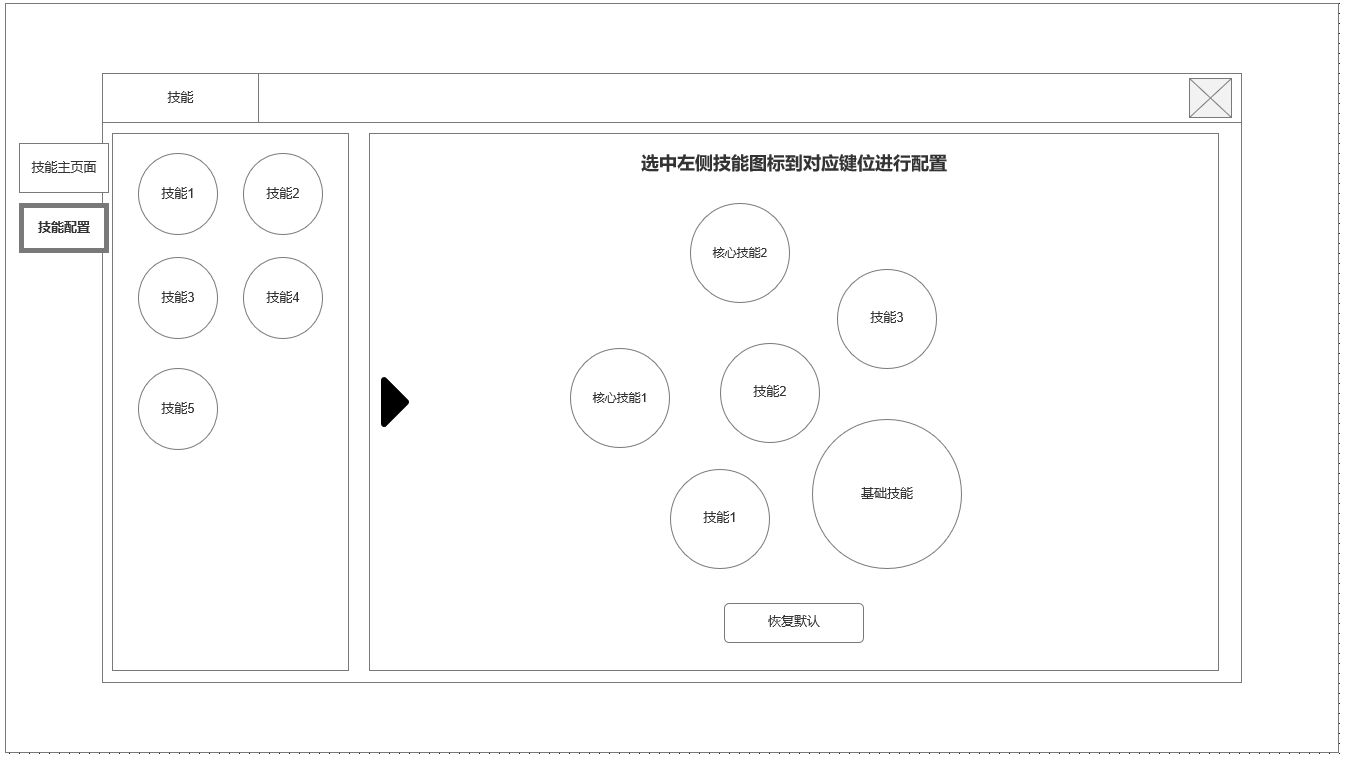 技能
技能主页面
技能配置
技能1
技能2
技能3
技能4
技能5
选中左侧技能图标到对应键位进行配置
核心技能2
技能3
核心技能1
技能2
基础技能
技能1
恢复默认